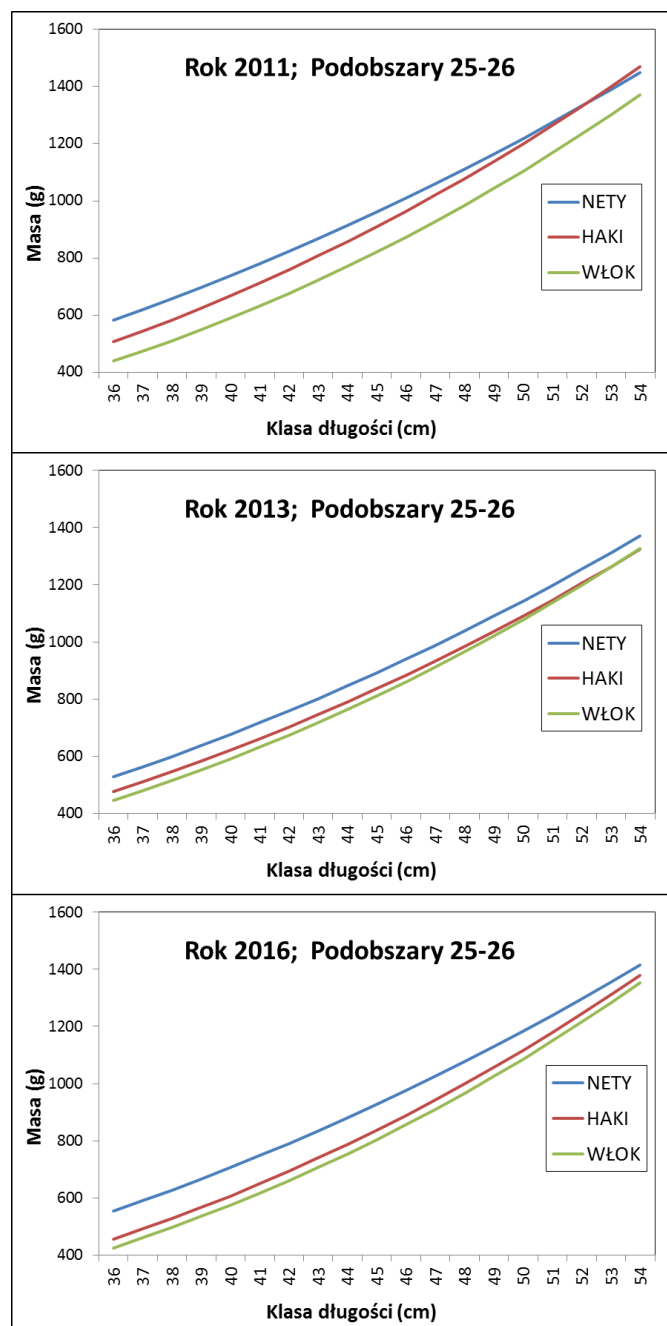 Rok 2011; Podobszary 25-26
Masa (g)
1600
1400
1200
1000
800
600
400
NETY
HAKI
WŁOK
36 37 38 39 40 41 42 43 44 45 46 47 48 49 50 51 52 53 54
Klasa długości (cm)
Rok 2013; Podobszary 25-26
Masa (g)
1600
1400
1200
1000
800
600
400
NETY
HAKI
WŁOK
36 37 38 39 40 41 42 43 44 45 46 47 48 49 50 51 52 53 54
Klasa długości (cm)
Rok 2016; Podobszary 25-26
Masa (g)
1600
1400
1200
1000
800
600
400
NETY
HAKI
WŁOK
36 37 38 39 40 41 42 43 44 45 46 47 48 49 50 51 52 53 54
Klasa długości (cm)